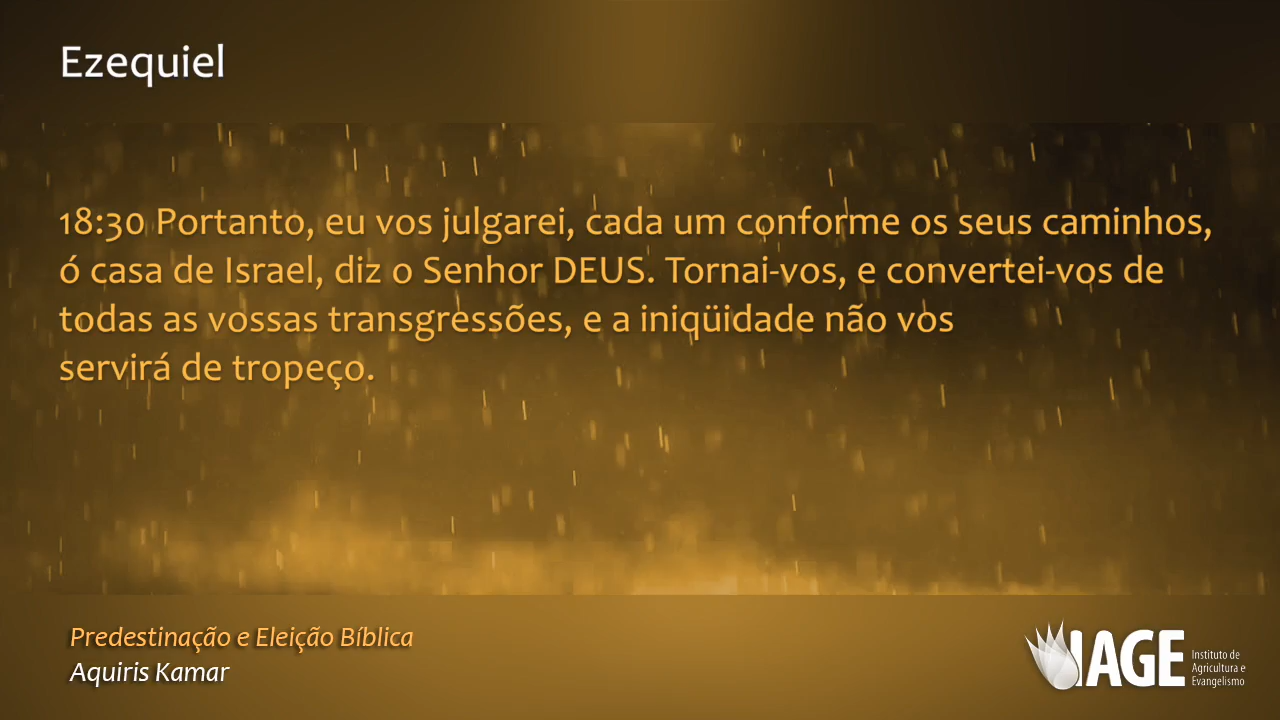 Ezequiel
18:30 Portanto, eu vos julgarei, cada um conforme os seus caminhos,
ó casa de Israel, diz o Senhor DEUS. Tornai-vos, e convertei-vos de
todas as vossas transgressões, e a iniqüidade não vos
servirá de tropeço.
Predestinação e Eleição Bíblica
Aquiris Kamar
IAGE
Instituto de
Agricultura e
Evangelismo